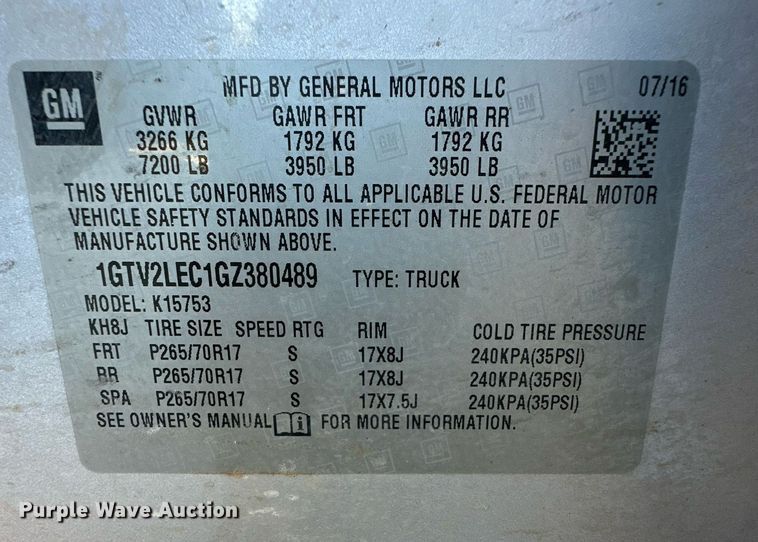 GM
MFD BY GENERAL MOTORS LLC 07/16
GVWR GAWR FRT GAWR RR
3266 KG 1792 KG 1792 KG
7200 LB 3950 LB 3950 LB
THIS VEHICLE CONFORMS TO ALL APPLICABLE U.S. FEDERAL MOTOR
VEHICLE SAFETY STANDARDS IN EFFECT ON THE DATE OF
MANUFACTURE SHOWN ABOVE.
1GTV2LEC1GZ380489 TYPE: TRUCK
MODEL: K15753
KH8J TIRE SIZE SPEED RTG RIM COLD TIRE PRESSURE
FRT P265/70R17 S 17X8J 240KPA(35PSI)
RR P265/70R17 S 17X8J 240KPA(35PSI)
SPA P265/70R17 S 17X7.5J 240KPA(35PSI)
SEE OWNER'S MANUAL i FOR MORE INFORMATION.
Purple Wave Auction Purple Wave Auction